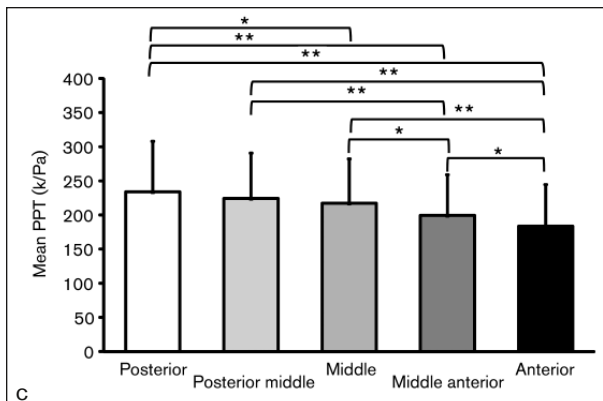 *
**
**
**
**
**
*
*
400
350
300
250
200
150
100
50
0
Mean PPT (k/Pa)
Posterior
Posterior middle
Middle
Middle anterior
Anterior
C